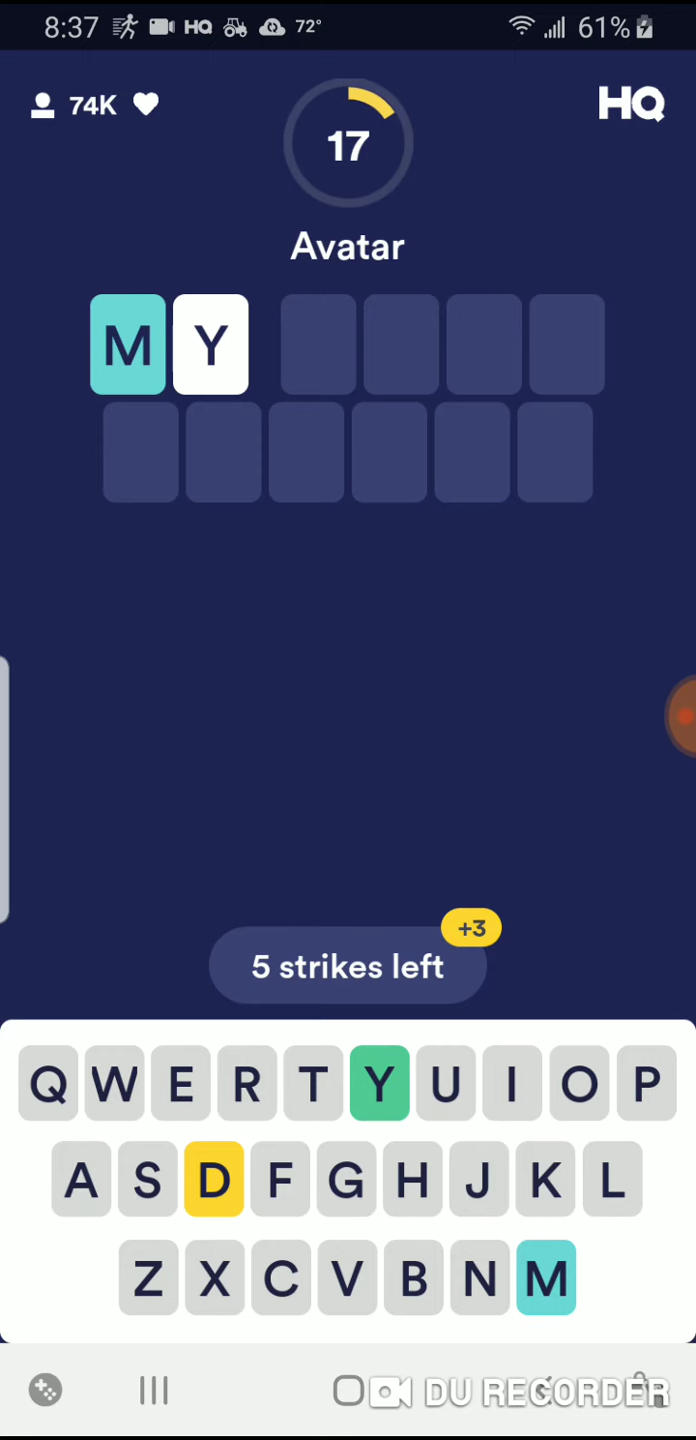 8:37 HQ 72° 61%
74K 17 HQ
Avatar
M Y
+3
5 strikes left
Q W E R T Y U I O P
A S D F G H J K L
Z X C V B N M
DU RECORDER